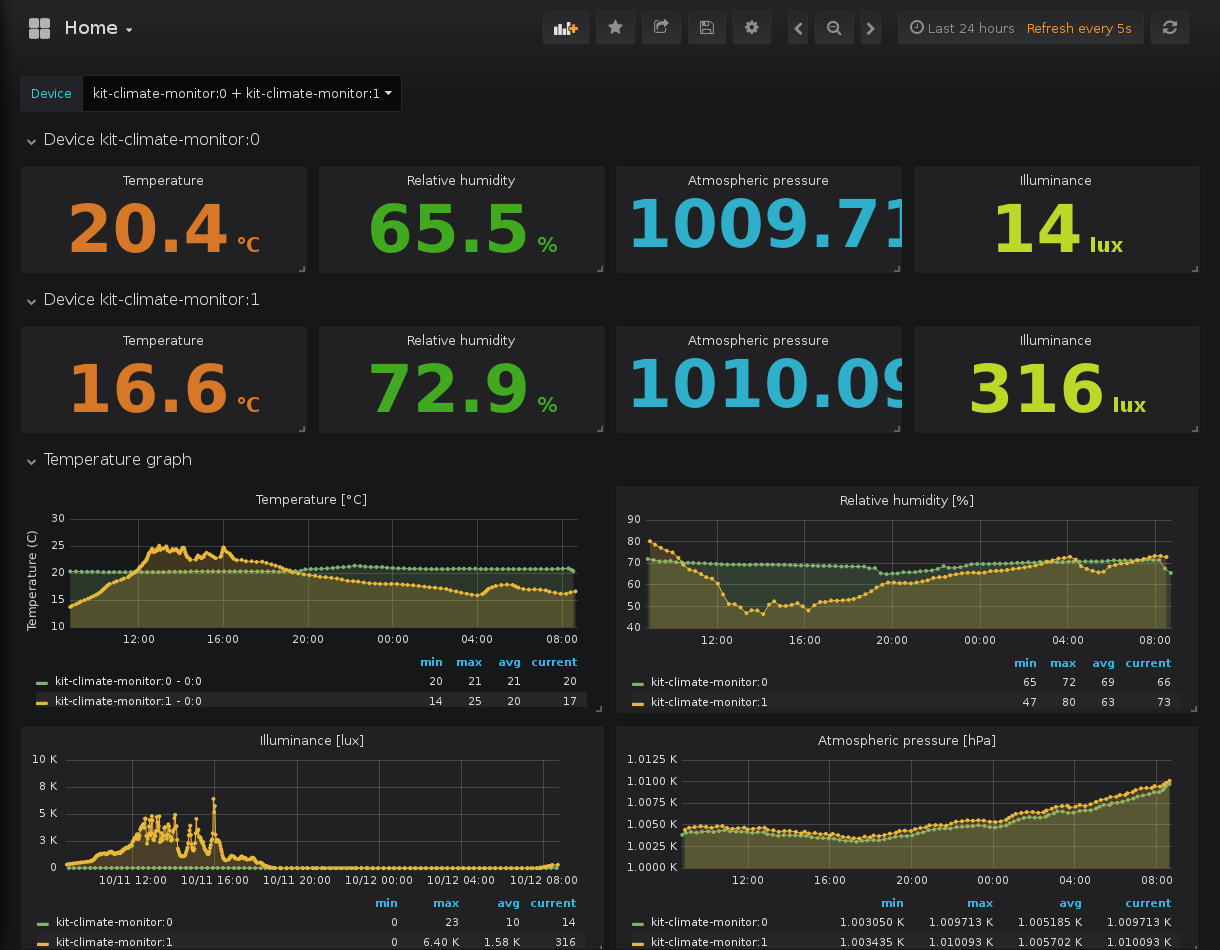 Home
Last 24 hours Refresh every 5s
Device kit-climate-monitor:0 + kit-climate-monitor:1
Device kit-climate-monitor:0
Temperature Relative humidity Atmospheric pressure Illuminance
20.4 °C 65.5 % 1009.71 14 lux
Device kit-climate-monitor:1
Temperature Relative humidity Atmospheric pressure Illuminance
16.6 °C 72.9 % 1010.09 316 lux
Temperature graph
Temperature [°C]
Temperature (C)
30
25
20
15
10
12:00 16:00 20:00 00:00 04:00 08:00
min max avg current
kit-climate-monitor:0 - 0:0 20 21 21 20
kit-climate-monitor:1 - 0:0 14 25 20 17
Relative humidity [%]
90
80
70
60
50
40
12:00 16:00 20:00 00:00 04:00 08:00
min max avg current
kit-climate-monitor:0 65 72 69 66
kit-climate-monitor:1 47 80 63 73
Illuminance [lux]
10 K
8 K
5 K
3 K
0
10/11 12:00 10/11 16:00 10/11 20:00 10/12 00:00 10/12 04:00 10/12 08:00
min max avg current
kit-climate-monitor:0 0 23 10 14
kit-climate-monitor:1 0 6.40 K 1.58 K 316
Atmospheric pressure [hPa]
1.0125 K
1.0100 K
1.0075 K
1.0050 K
1.0025 K
1.0000 K
12:00 16:00 20:00 00:00 04:00 08:00
min max avg current
kit-climate-monitor:0 1.003050 K 1.009713 K 1.005185 K 1.009713 K
kit-climate-monitor:1 1.003435 K 1.010093 K 1.005702 K 1.010093 K